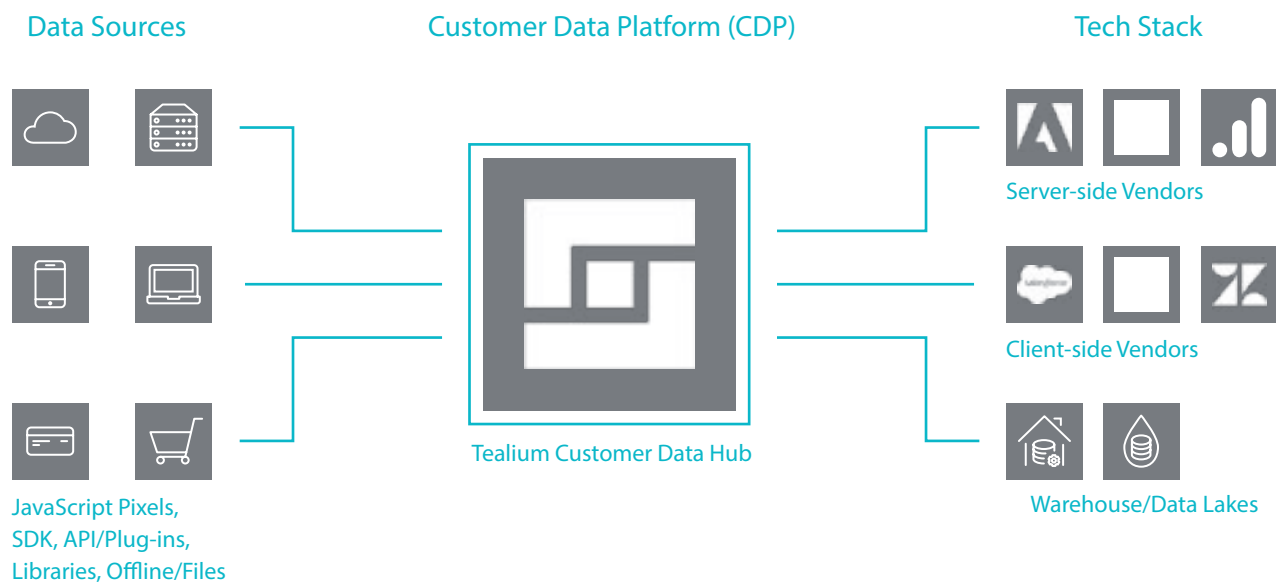 Data Sources
Customer Data Platform (CDP)
Tech Stack
Server-side Vendors
salesforce
Client-side Vendors
Tealium Customer Data Hub
JavaScript Pixels,
SDK, API/Plug-ins,
Libraries, Offline/Files
Warehouse/Data Lakes